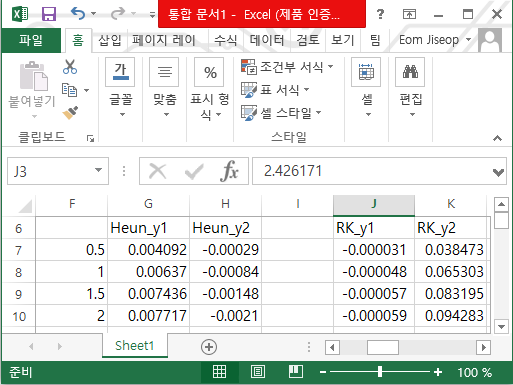 통합 문서1 - Excel (제품 인증...
파일 홈 삽입 페이지 레이 수식 데이터 검토 보기 팀 Eom Jiseop
붙여넣기 가 % 조건부 서식
글꼴 맞춤 표시 형식 표 서식 셀 편집
셀 스타일
클립보드 스타일
J3 fx 2.426171
F G H I J K
6 Heun_y1 Heun_y2 RK_y1 RK_y2
7 0.5 0.004092 -0.00029 -0.000031 0.038473
8 1 0.00637 -0.00084 -0.000048 0.065303
9 1.5 0.007436 -0.00148 -0.000057 0.083195
10 2 0.007717 -0.0021 -0.000059 0.094283
Sheet1
준비 100 %